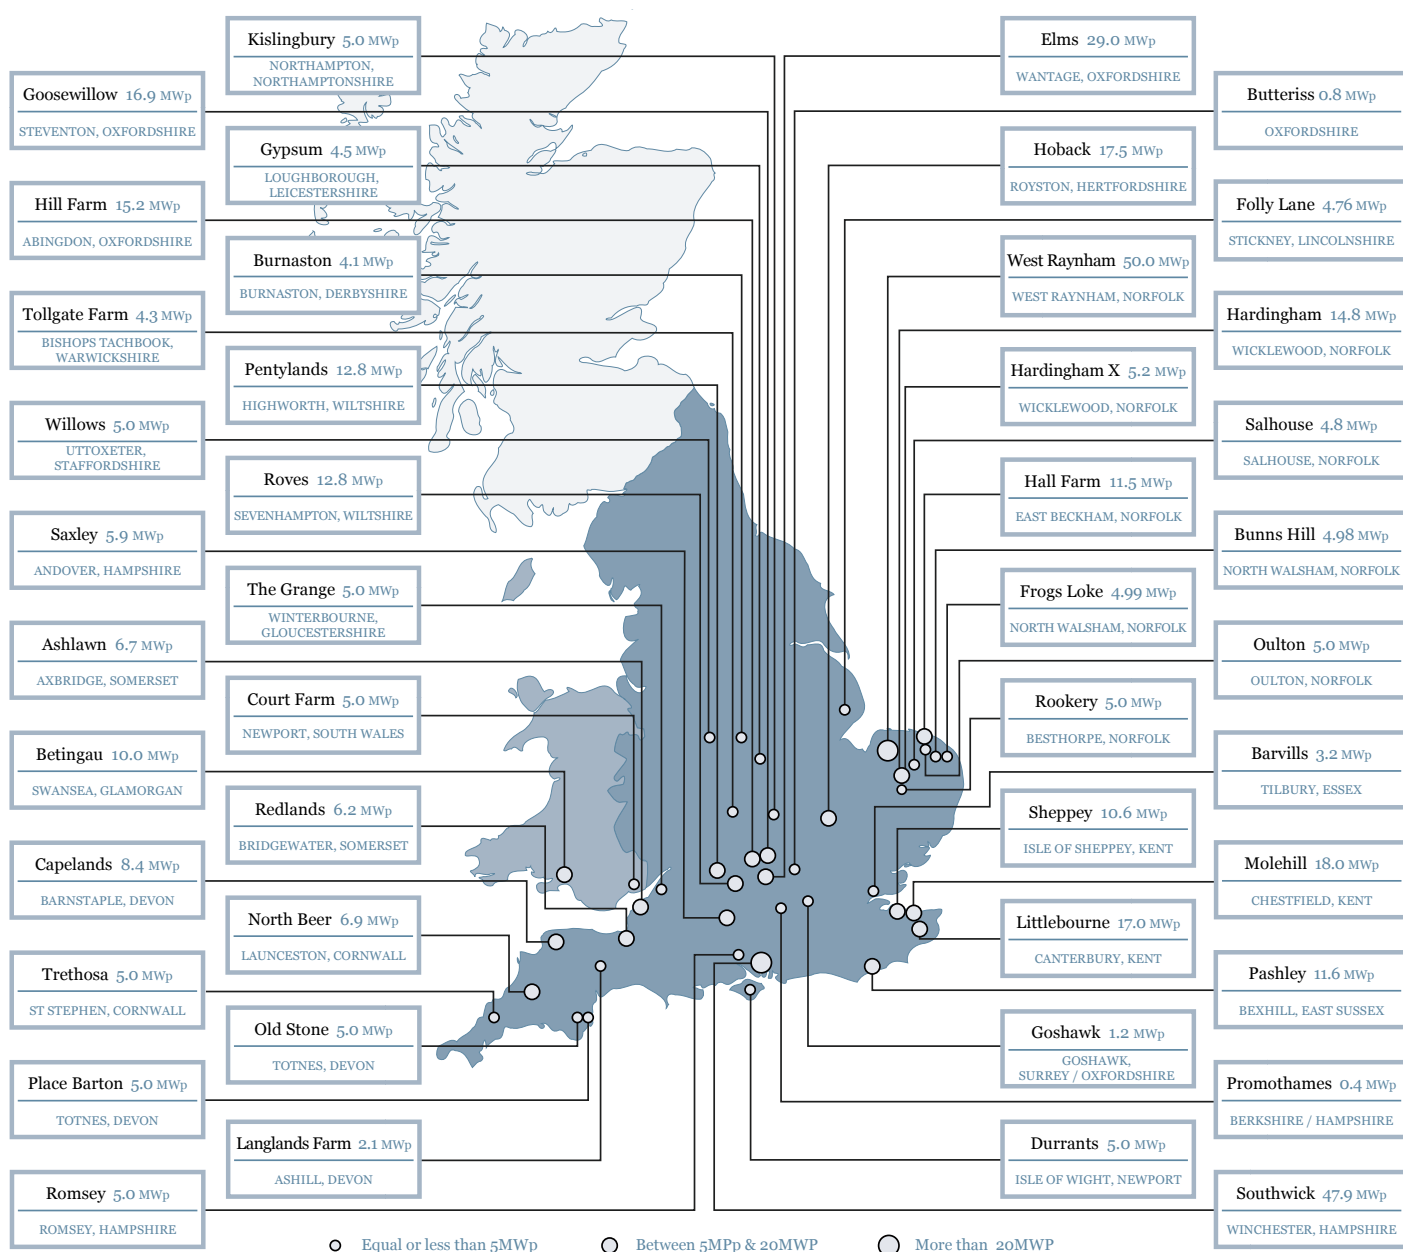 Kislingbury 5.0 MWp
NORTHAMPTON,
NORTHAMPTONSHIRE
Elms 29.0 MWp
WANTAGE, OXFORDSHIRE
Goosewillow 16.9 MWp
STEVENTON, OXFORDSHIRE
Butteriss 0.8 MWp
OXFORDSHIRE
Gypsum 4.5 MWp
LOUGHBOROUGH,
LEICESTERSHIRE
Hoback 17.5 MWp
ROYSTON, HERTFORDSHIRE
Hill Farm 15.2 MWp
ABINGDON, OXFORDSHIRE
Folly Lane 4.76 MWp
STICKNEY, LINCOLNSHIRE
Burnaston 4.1 MWp
BURNASTON, DERBYSHIRE
West Raynham 50.0 MWp
WEST RAYNHAM, NORFOLK
Tollgate Farm 4.3 MWp
BISHOPS TACHBOOK,
WARWICKSHIRE
Hardingham 14.8 MWp
WICKLEWOOD, NORFOLK
Pentylands 12.8 MWp
HIGHWORTH, WILTSHIRE
Hardingham X 5.2 MWp
WICKLEWOOD, NORFOLK
Willows 5.0 MWp
UTTOXETER,
STAFFORDSHIRE
Salhouse 4.8 MWp
SALHOUSE, NORFOLK
Roves 12.8 MWp
SEVENHAMPTON, WILTSHIRE
Hall Farm 11.5 MWp
EAST BECKHAM, NORFOLK
Saxley 5.9 MWp
ANDOVER, HAMPSHIRE
Bunns Hill 4.98 MWp
NORTH WALSHAM, NORFOLK
The Grange 5.0 MWp
WINTERBOURNE,
GLOUCESTERSHIRE
Frogs Loke 4.99 MWp
NORTH WALSHAM, NORFOLK
Ashlawn 6.7 MWp
AXBRIDGE, SOMERSET
Oulton 5.0 MWp
OULTON, NORFOLK
Court Farm 5.0 MWp
NEWPORT, SOUTH WALES
Rookery 5.0 MWp
BESTHORPE, NORFOLK
Betingau 10.0 MWp
SWANSEA, GLAMORGAN
Barvills 3.2 MWp
TILBURY, ESSEX
Redlands 6.2 MWp
BRIDGEWATER, SOMERSET
Sheppey 10.6 MWp
ISLE OF SHEPPEY, KENT
Capelands 8.4 MWp
BARNSTAPLE, DEVON
Molehill 18.0 MWp
CHESTFIELD, KENT
North Beer 6.9 MWp
LAUNCESTON, CORNWALL
Littlebourne 17.0 MWp
CANTERBURY, KENT
Trethosa 5.0 MWp
ST STEPHEN, CORNWALL
Pashley 11.6 MWp
BEXHILL, EAST SUSSEX
Old Stone 5.0 MWp
TOTNES, DEVON
Goshawk 1.2 MWp
GOSHAWK,
SURREY / OXFORDSHIRE
Place Barton 5.0 MWp
TOTNES, DEVON
Promothames 0.4 MWp
BERKSHIRE / HAMPSHIRE
Langlands Farm 2.1 MWp
ASHILL, DEVON
Durrants 5.0 MWp
ISLE OF WIGHT, NEWPORT
Romsey 5.0 MWp
ROMSEY, HAMPSHIRE
Southwick 47.9 MWp
WINCHESTER, HAMPSHIRE
Equal or less than 5MWp
Between 5MPp & 20MWP
More than 20MWP